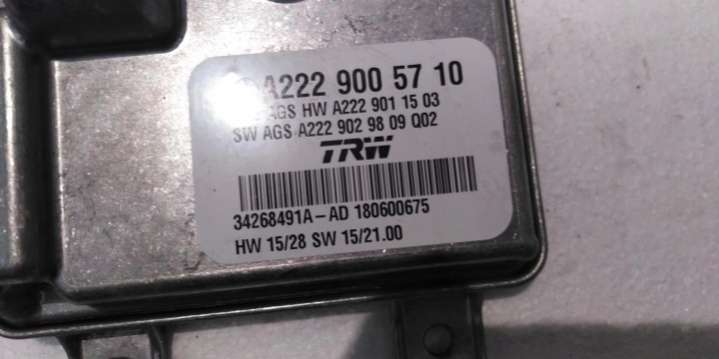 A222 900 57 10
AGS HW A222 901 15 03
SW AGS A222 902 98 09 Q02
TRW
34268491A-AD 180600675
HW 15/28 SW 15/21.00